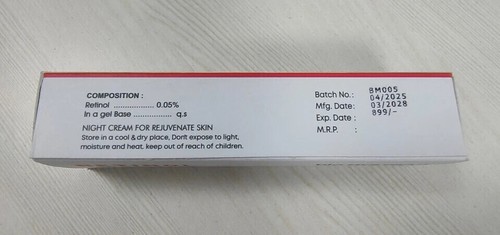 COMPOSITION :
Retinol .................. 0.05%
In a gel Base ................. q.s
NIGHT CREAM FOR REJUVENATE SKIN
Store in a cool & dry place, Don't expose to light,
moisture and heat, keep out of reach of children.
Batch No.: BM005
Mfg. Date: 04/2025
Exp. Date : 03/2028
M.R.P. : 899/-